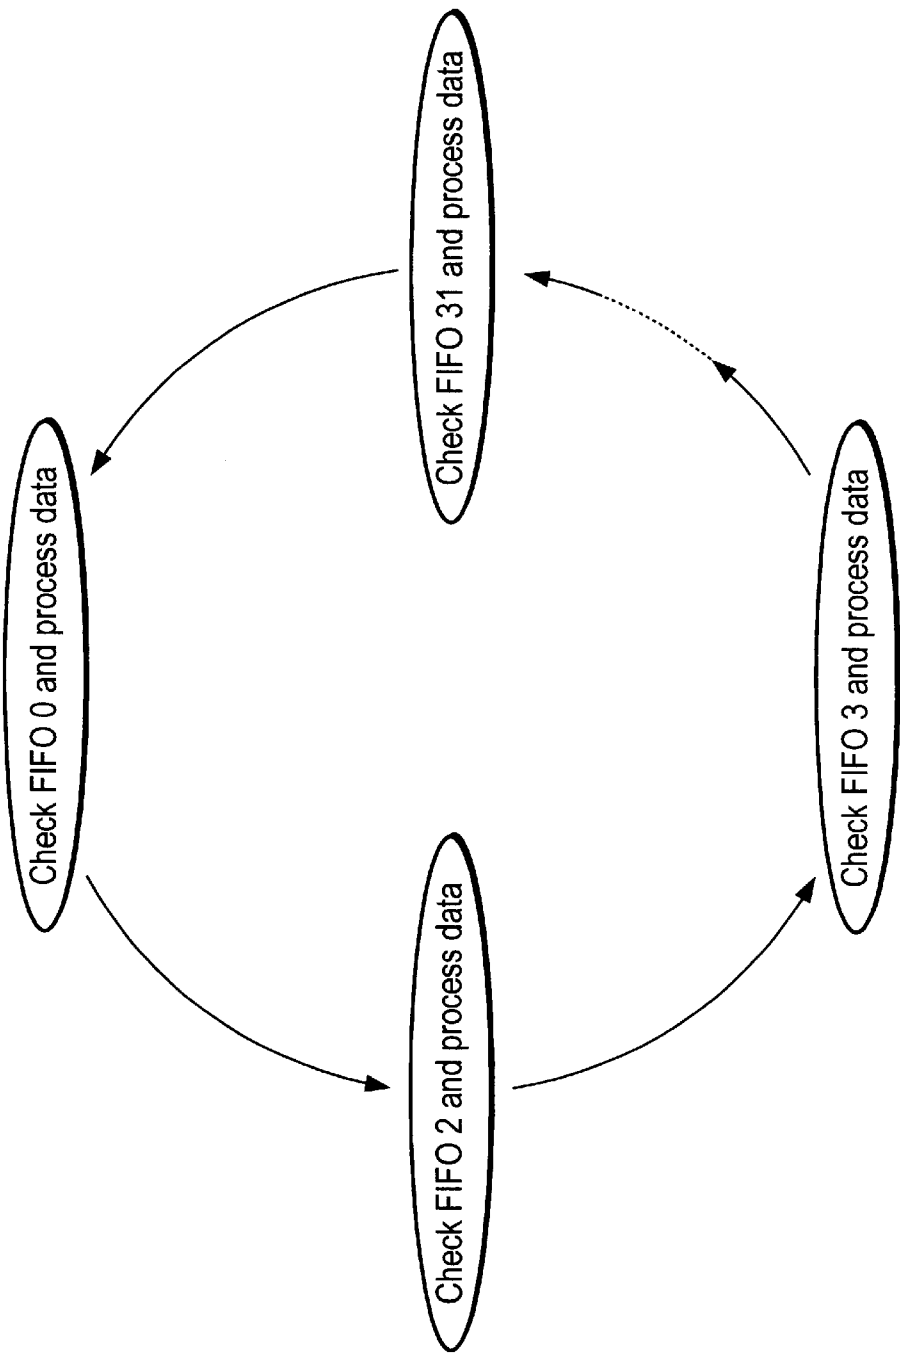 Check FIFO 0 and process data
Check FIFO 31 and process data
Check FIFO 2 and process data
Check FIFO 3 and process data